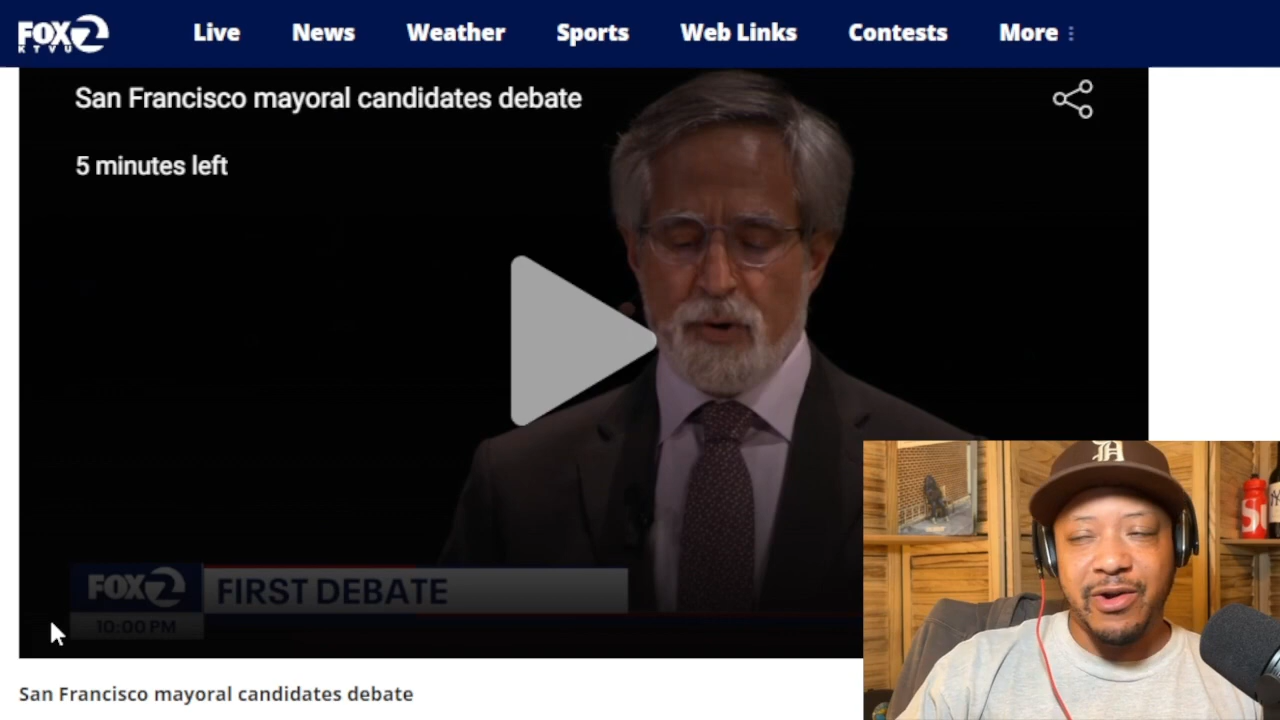 FOX 2
KTVU
Live News Weather Sports Web Links Contests More
San Francisco mayoral candidates debate
5 minutes left
FOX 2 FIRST DEBATE
10:00 PM
San Francisco mayoral candidates debate